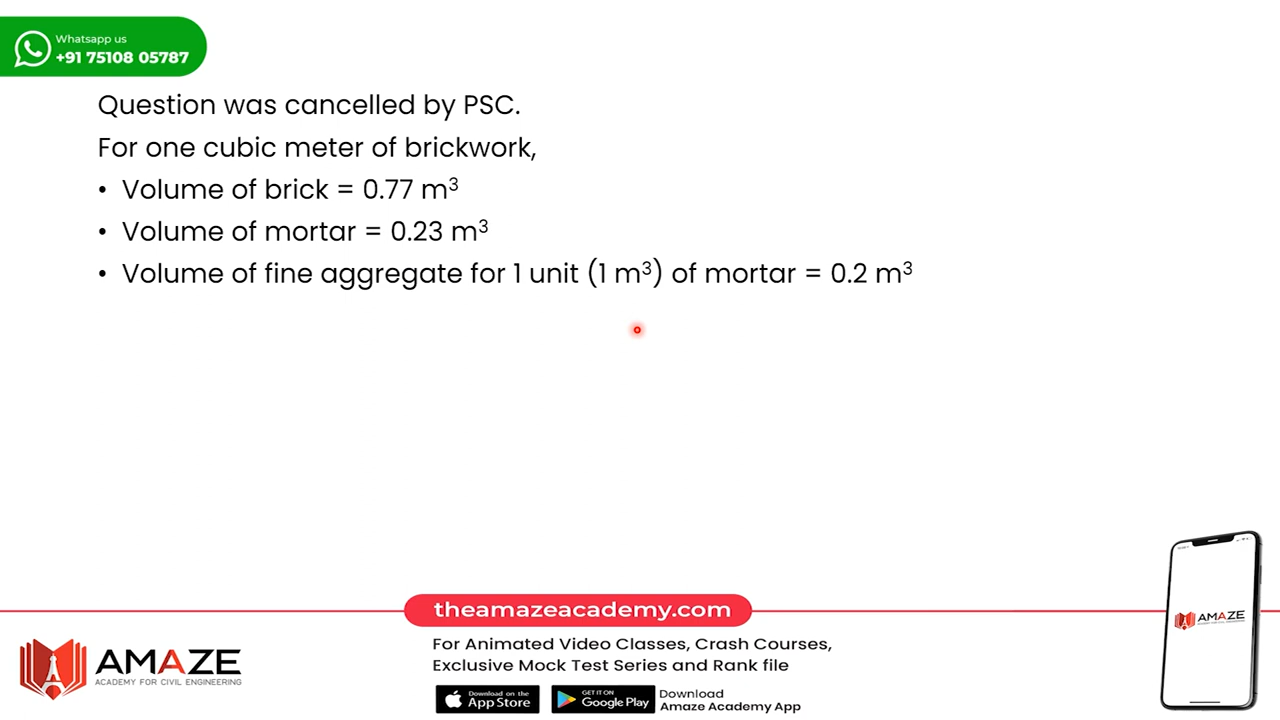 Whatsapp us
+91 75108 05787
Question was cancelled by PSC.
For one cubic meter of brickwork,
• Volume of brick = 0.77 m³
• Volume of mortar = 0.23 m³
• Volume of fine aggregate for 1 unit (1 m³) of mortar = 0.2 m³
theamazeacademy.com
For Animated Video Classes, Crash Courses,
Exclusive Mock Test Series and Rank file
AMAZE
ACADEMY FOR CIVIL ENGINEERING
Download on the
App Store
GET IT ON
Google Play
Download
Amaze Academy App
AMAZE